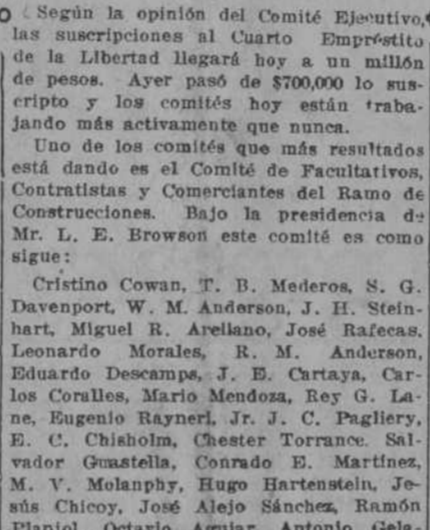 Según la opinión del Comité Ejecutivo,
las suscripciones al Cuarto Empréstito
de la Libertad llegará hoy a un millón
de pesos. Ayer pasó de $700,000 lo sus-
cripto y los comités hoy están traba-
jando más activamente que nunca.
Uno de los comités que más resultados
está dando es el Comité de Facultativos,
Contratistas y Comerciantes del Ramo de
Construcciones. Bajo la presidencia de
Mr. L. E. Browson este comité es como
sigue:
Cristino Cowan, T. B. Mederos, S. G.
Davenport, W. M. Anderson, J. H. Stein-
hart, Miguel R. Arellano, José Rafecas,
Leonardo Morales, R. M. Anderson,
Eduardo Descamps, J. E. Cartaya, Car-
los Coralles, Mario Mendoza, Rey G. La-
ne, Eugenio Rayneri, Jr. J. C. Pagliery,
E. C. Chisholm, Chester Torrance. Sal-
vador Guastella, Conrado E. Martínez,
M. V. Molanphy, Hugo Hartenstein, Je-
sús Chicoy, José Alejo Sánchez, Ramón
Planiol, Octavio Aguiar, Antonio Gela-